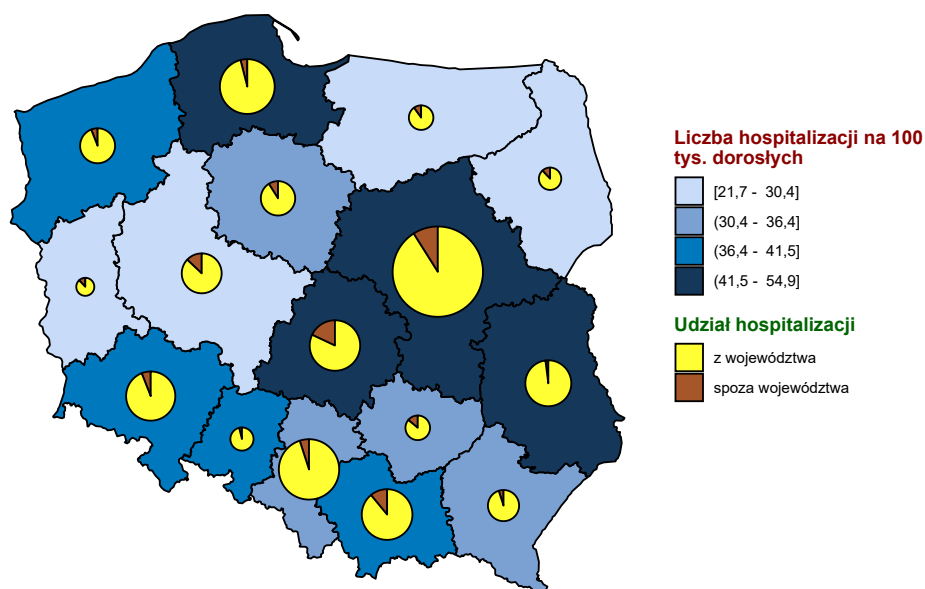 Liczba hospitalizacji na 100
tys. dorosłych
[21,7 - 30,4]
(30,4 - 36,4]
(36,4 - 41,5]
(41,5 - 54,9]
Udział hospitalizacji
z województwa
spoza województwa